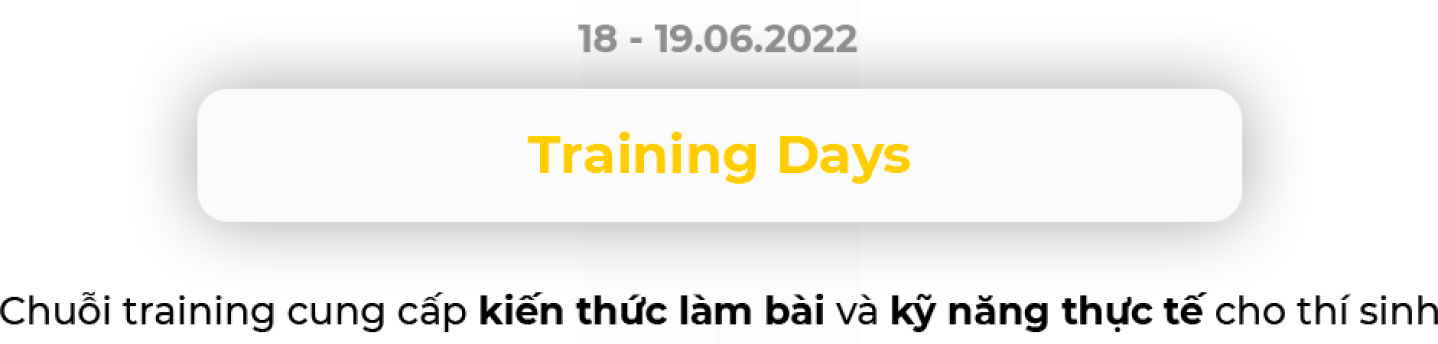 18 - 19.06.2022
Training Days
Chuỗi training cung cấp kiến thức làm bài và kỹ năng thực tế cho thí sinh